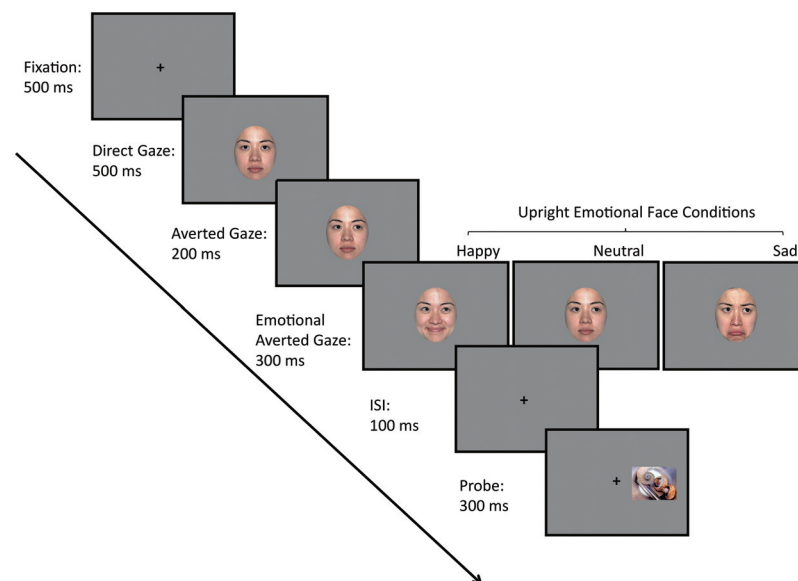 Fixation:
500 ms
Direct Gaze:
500 ms
Averted Gaze:
200 ms
Upright Emotional Face Conditions
Happy
Neutral
Sad
Emotional
Averted Gaze:
300 ms
ISI:
100 ms
Probe:
300 ms